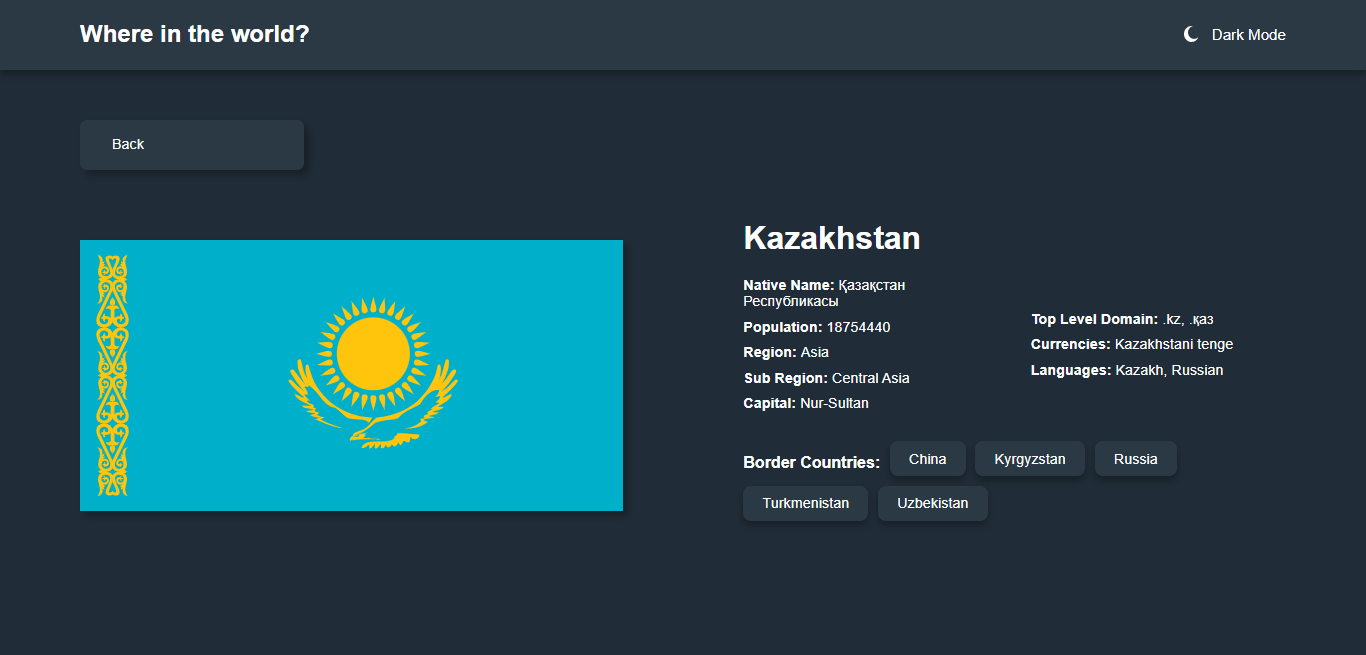 Where in the world?
Dark Mode
Back
Kazakhstan
Native Name: Қазақстан
Республикасы
Population: 18754440
Region: Asia
Sub Region: Central Asia
Capital: Nur-Sultan
Top Level Domain: .kz, .қаз
Currencies: Kazakhstani tenge
Languages: Kazakh, Russian
Border Countries: China Kyrgyzstan Russia
Turkmenistan Uzbekistan